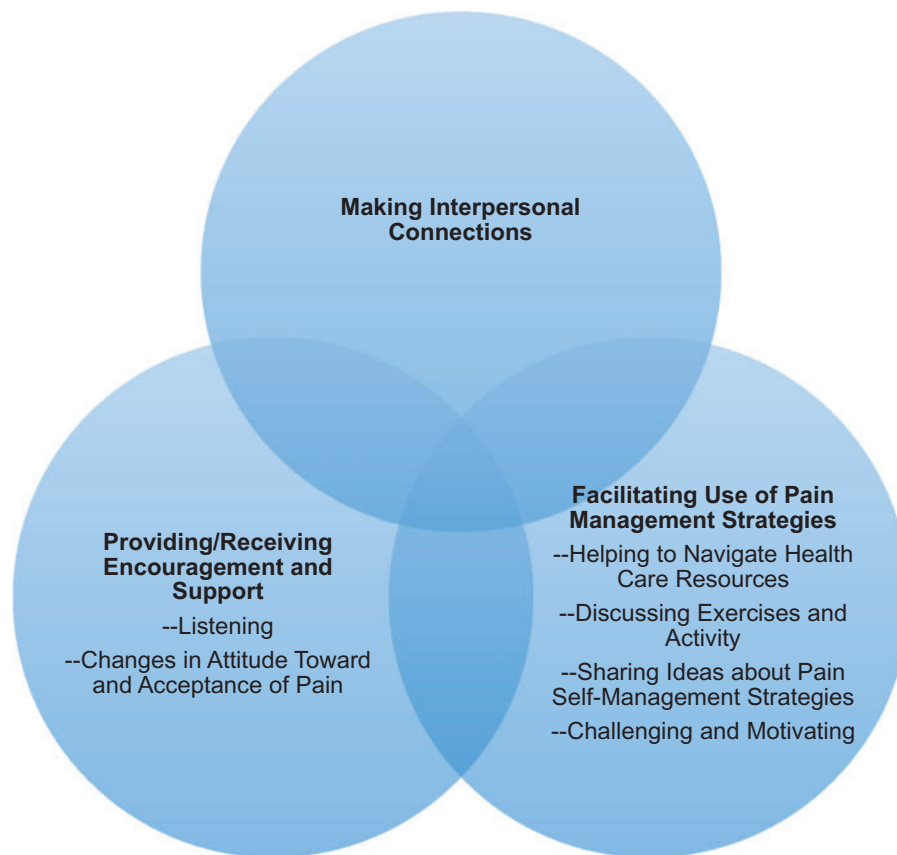 Making Interpersonal
Connections
Providing/Receiving
Encouragement and
Support
--Listening
--Changes in Attitude Toward
and Acceptance of Pain
Facilitating Use of Pain
Management Strategies
--Helping to Navigate Health
Care Resources
--Discussing Exercises and
Activity
--Sharing Ideas about Pain
Self-Management Strategies
--Challenging and Motivating